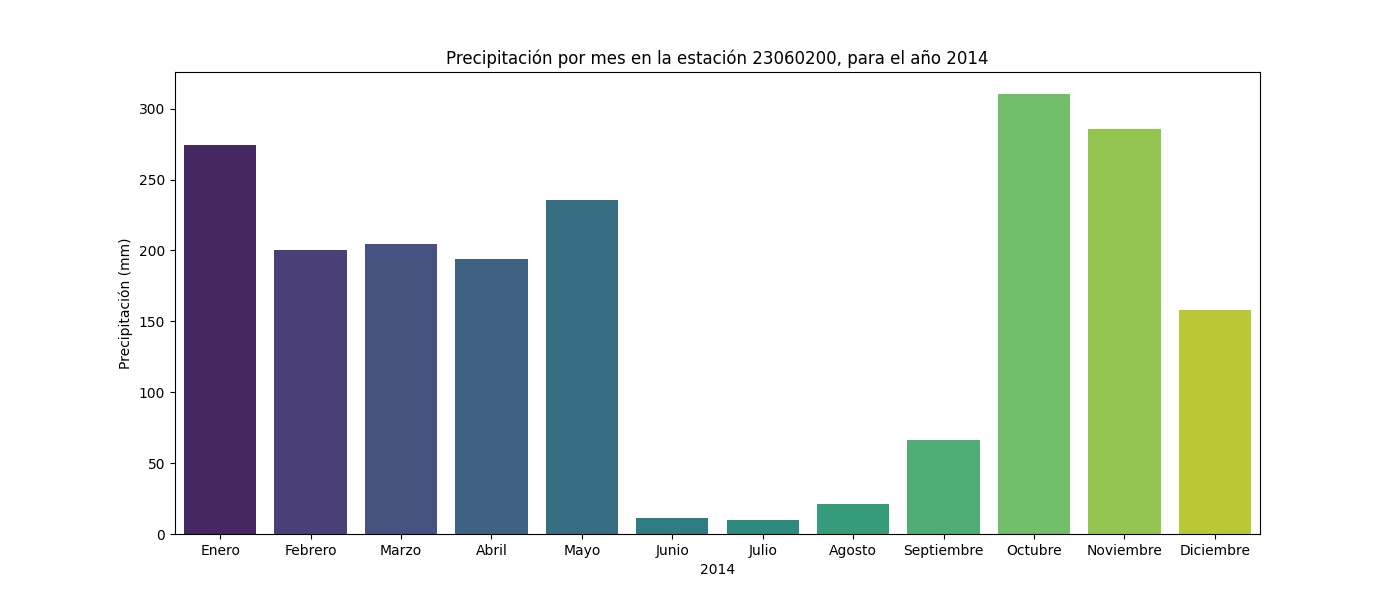 Precipitación por mes en la estación 23060200, para el año 2014
Precipitación (mm)
300
250
200
150
100
50
0
Enero Febrero Marzo Abril Mayo Junio Julio Agosto Septiembre Octubre Noviembre Diciembre
2014